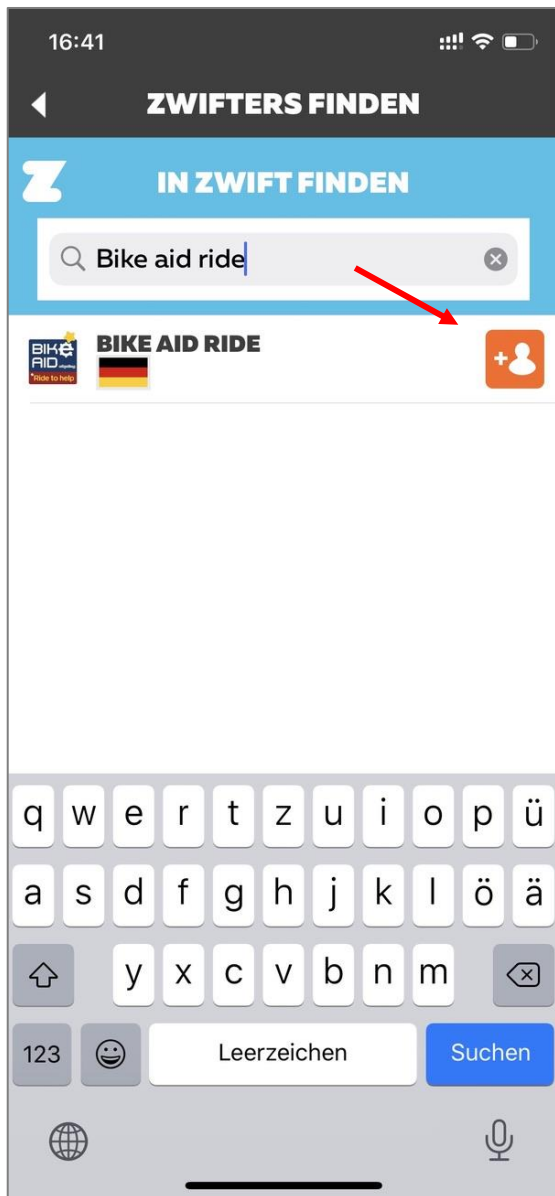 16:41
ZWIFTERS FINDEN
IN ZWIFT FINDEN
Bike aid ride
BIKE AID RIDE
BIKE
AID
Ride to help
q w e r t z u i o p ü
a s d f g h j k l ö ä
y x c v b n m
123 Leerzeichen Suchen